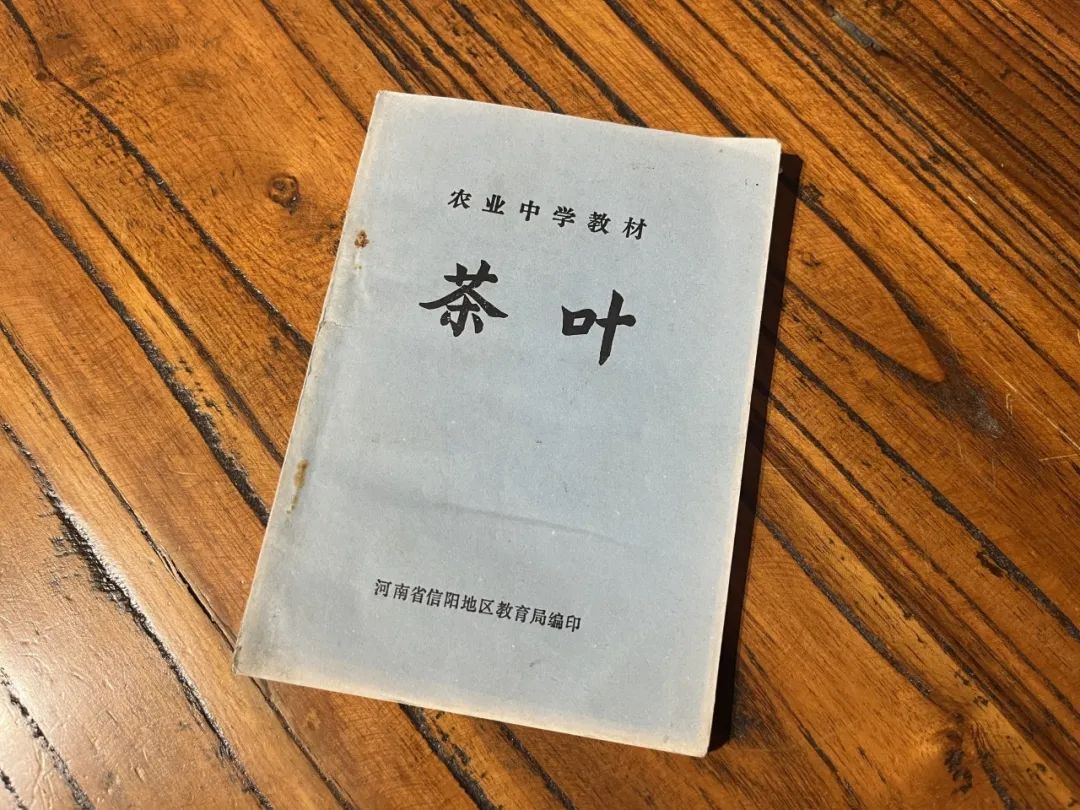 农业中学教材
茶叶
河南省信阳地区教育局编印